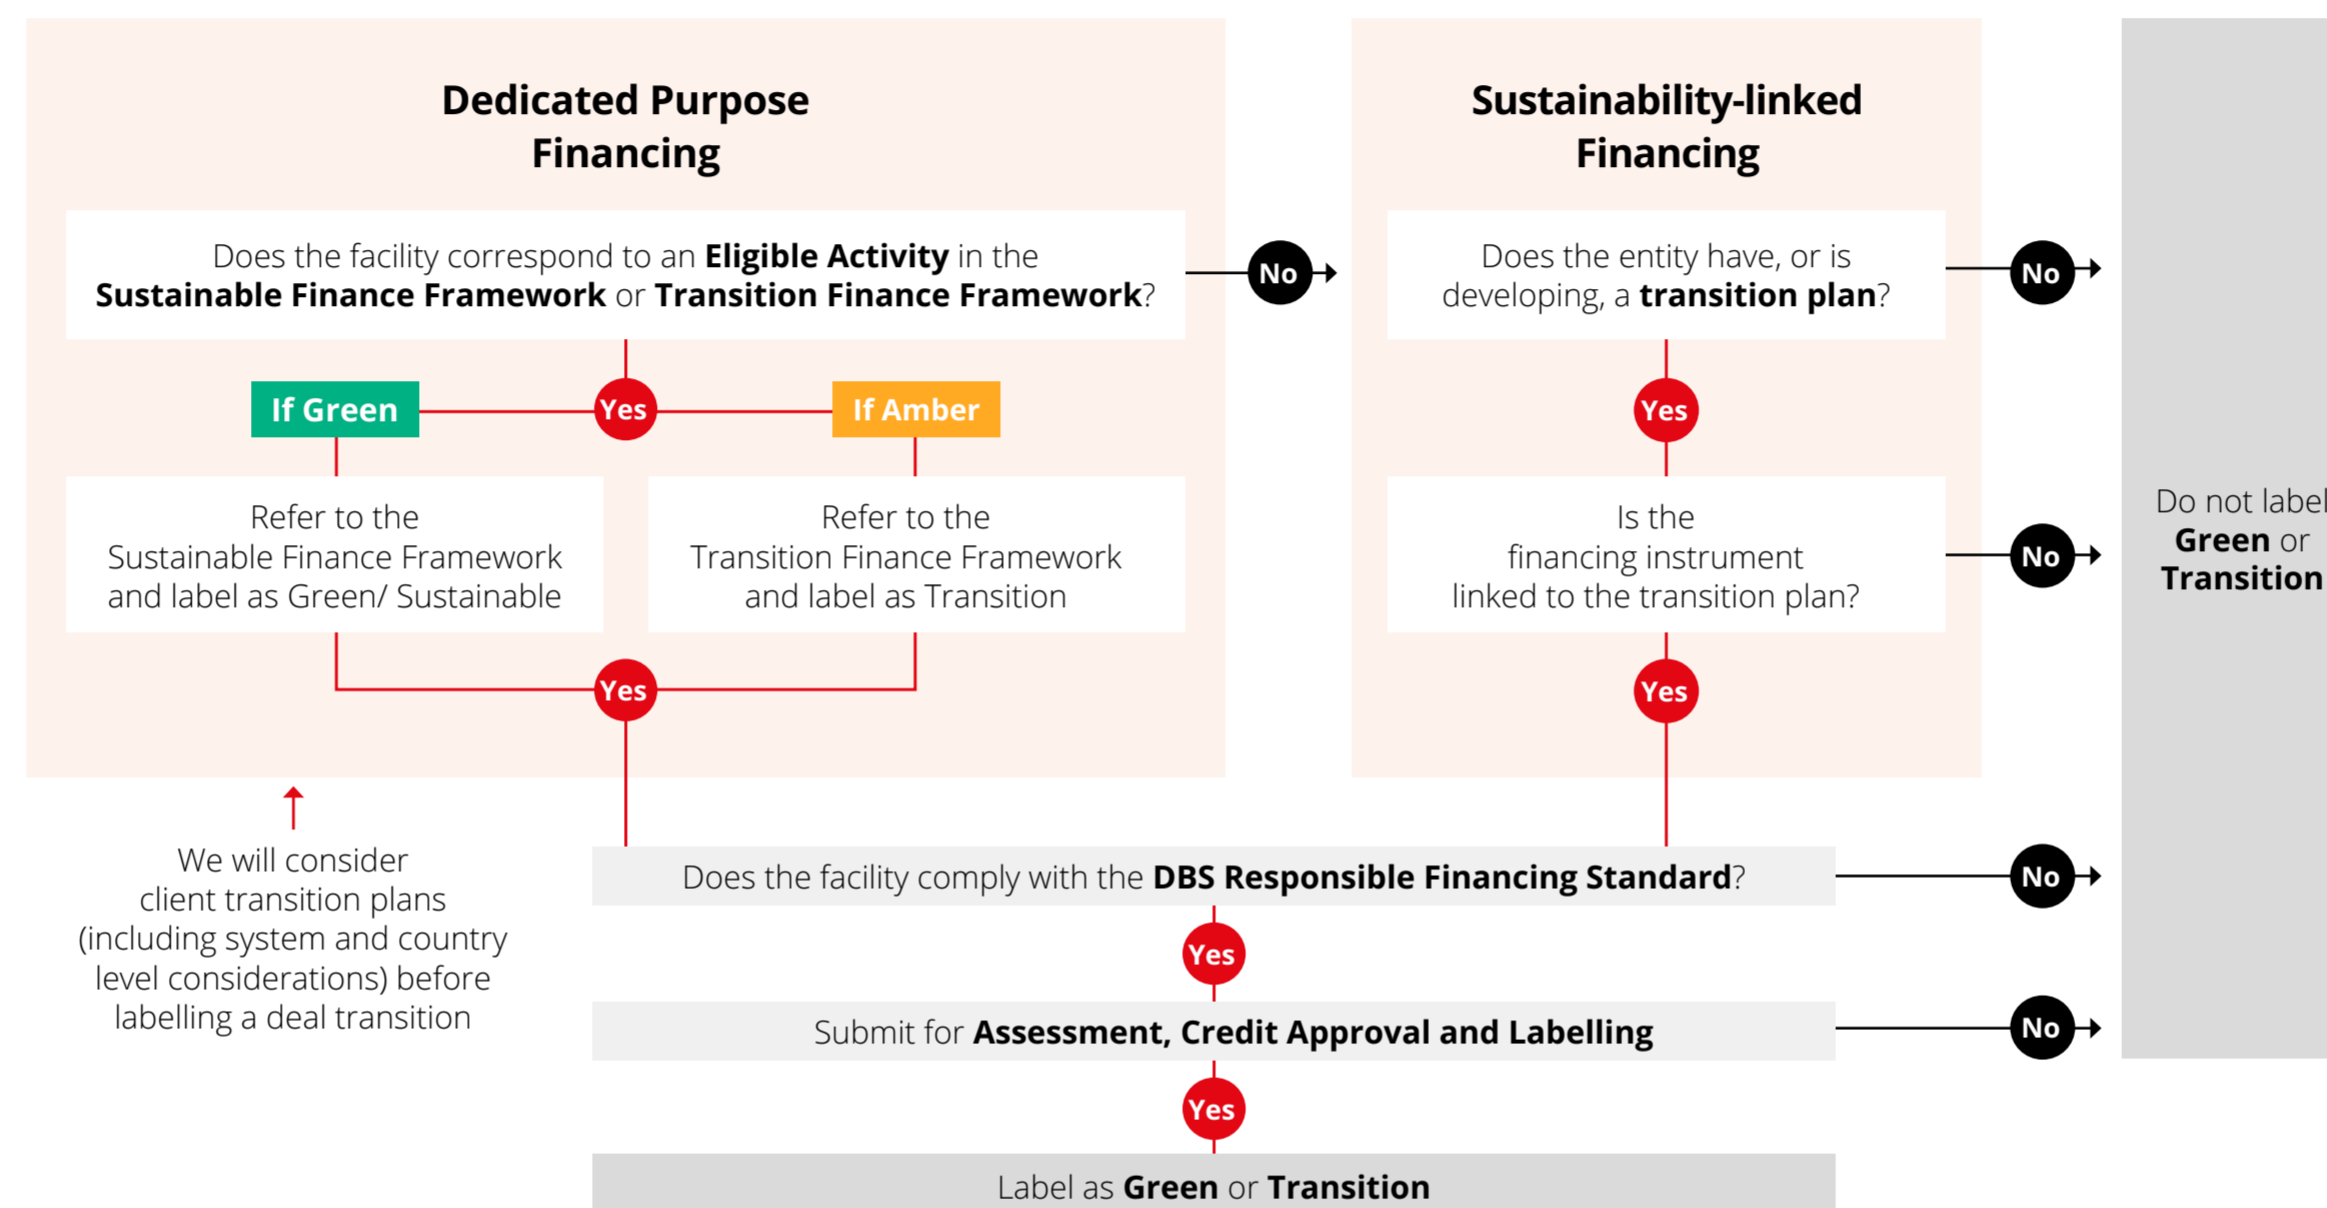 Dedicated Purpose
Financing
Does the facility correspond to an Eligible Activity in the
Sustainable Finance Framework or Transition Finance Framework?
No
If Green
Yes
If Amber
Refer to the
Sustainable Finance Framework
and label as Green/ Sustainable
Refer to the
Transition Finance Framework
and label as Transition
Yes
We will consider
client transition plans
(including system and country
level considerations) before
labelling a deal transition
Sustainability-linked
Financing
Does the entity have, or is
developing, a transition plan?
No
Yes
Is the
financing instrument
linked to the transition plan?
No
Yes
Do not label
Green or
Transition
Does the facility comply with the DBS Responsible Financing Standard?
No
Yes
Submit for Assessment, Credit Approval and Labelling
No
Yes
Label as Green or Transition